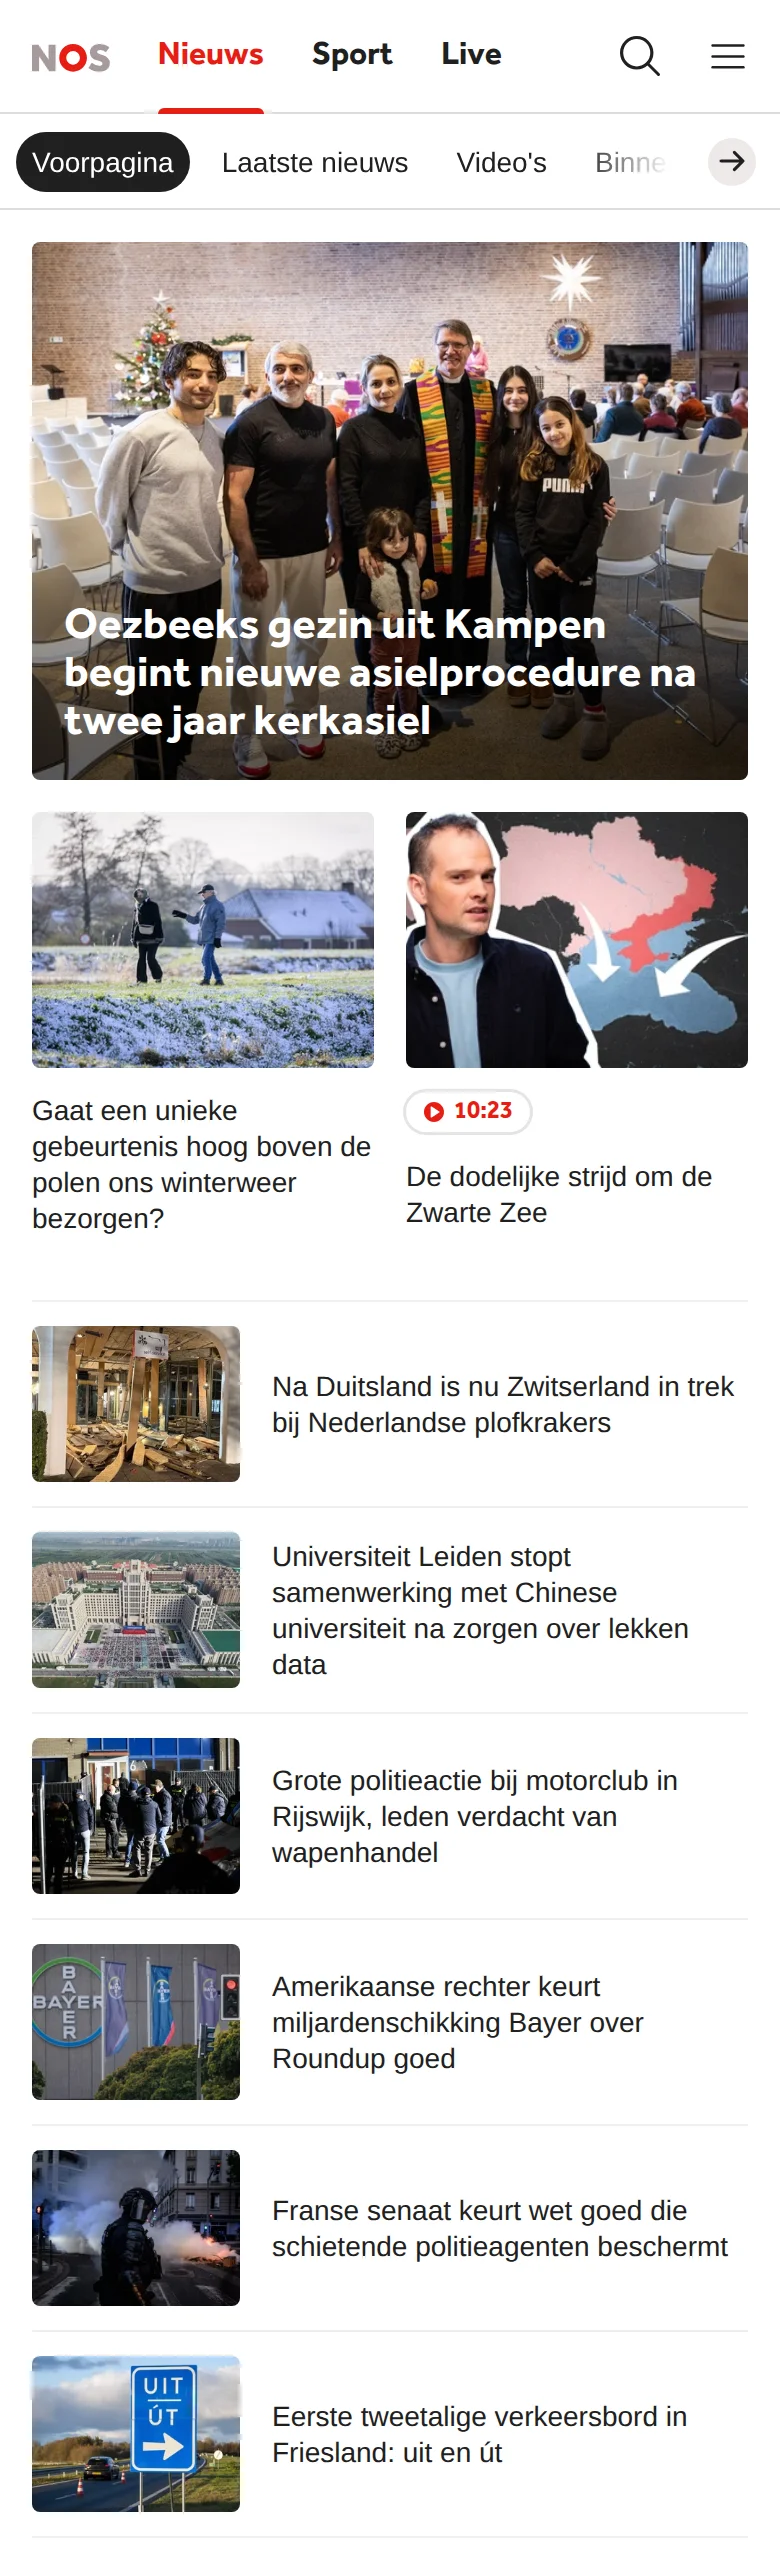 NOS Nieuws Sport Live
Voorpagina Laatste nieuws Video's Binne
PUMA
Oezbeeks gezin uit Kampen
begint nieuwe asielprocedure na
twee jaar kerkasiel
Gaat een unieke
gebeurtenis hoog boven de
polen ons winterweer
bezorgen?
10:23
De dodelijke strijd om de
Zwarte Zee
Na Duitsland is nu Zwitserland in trek
bij Nederlandse plofkrakers
Universiteit Leiden stopt
samenwerking met Chinese
universiteit na zorgen over lekken
data
Grote politieactie bij motorclub in
Rijswijk, leden verdacht van
wapenhandel
BAYER
BAYER
Amerikaanse rechter keurt
miljardenschikking Bayer over
Roundup goed
Franse senaat keurt wet goed die
schietende politieagenten beschermt
UIT
ÚT
Eerste tweetalige verkeersbord in
Friesland: uit en út